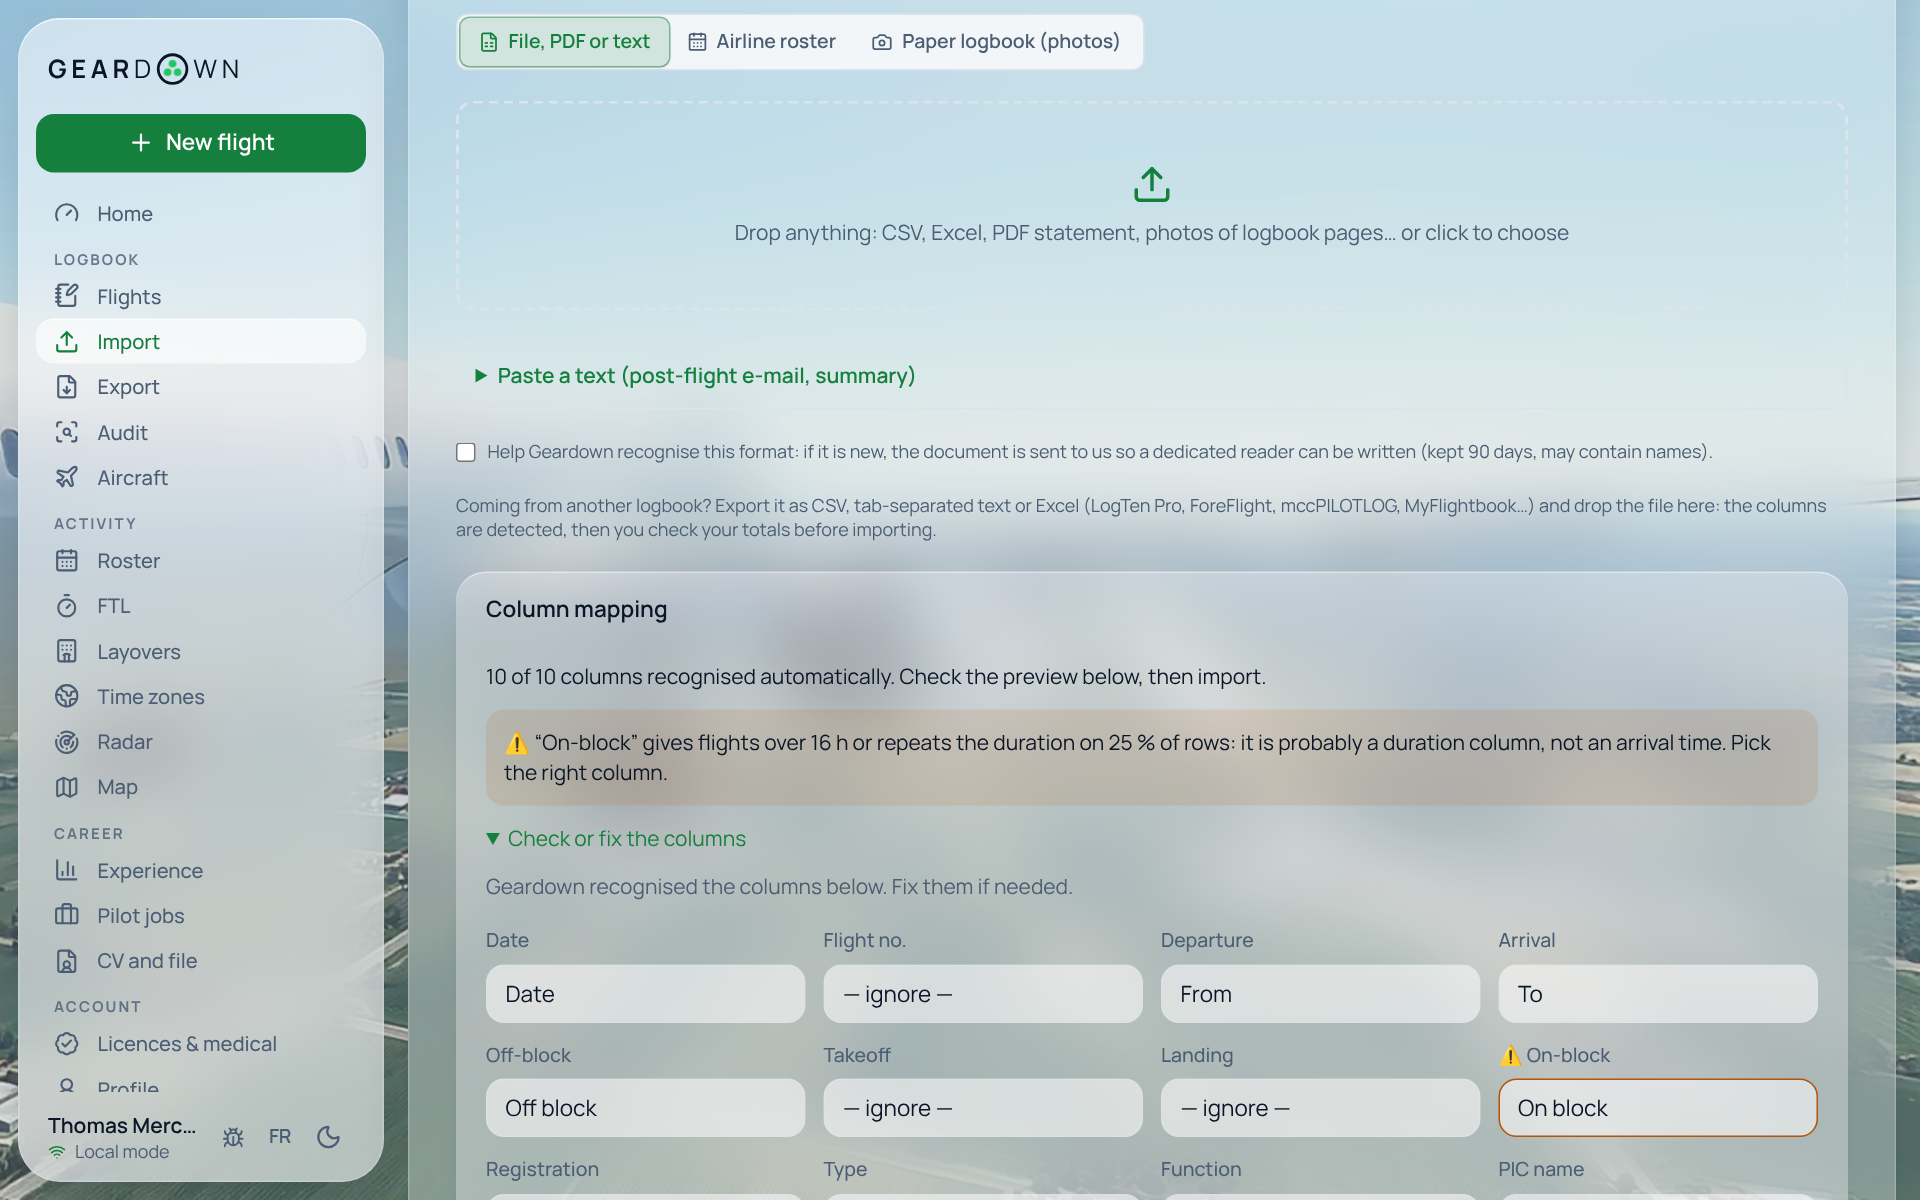 GEARDOWN
New flight
Home
LOGBOOK
Flights
Import
Export
Audit
Aircraft
ACTIVITY
Roster
FTL
Layovers
Time zones
Radar
Map
CAREER
Experience
Pilot jobs
CV and file
ACCOUNT
Licences & medical
Profile
Thomas Merc...
Local mode
FR
File, PDF or text
Airline roster
Paper logbook (photos)
Drop anything: CSV, Excel, PDF statement, photos of logbook pages... or click to choose
Paste a text (post-flight e-mail, summary)
Help Geardown recognise this format: if it is new, the document is sent to us so a dedicated reader can be written (kept 90 days, may contain names).
Coming from another logbook? Export it as CSV, tab-separated text or Excel (LogTen Pro, ForeFlight, mccPILOTLOG, MyFlightbook...) and drop the file here: the columns
are detected, then you check your totals before importing.
Column mapping
10 of 10 columns recognised automatically. Check the preview below, then import.
⚠️ “On-block” gives flights over 16 h or repeats the duration on 25 % of rows: it is probably a duration column, not an arrival time. Pick
the right column.
Check or fix the columns
Geardown recognised the columns below. Fix them if needed.
Date Flight no. Departure Arrival
Date — ignore — From To
Off-block Takeoff Landing ⚠️ On-block
Off block — ignore — — ignore — On block
Registration Type Function PIC name